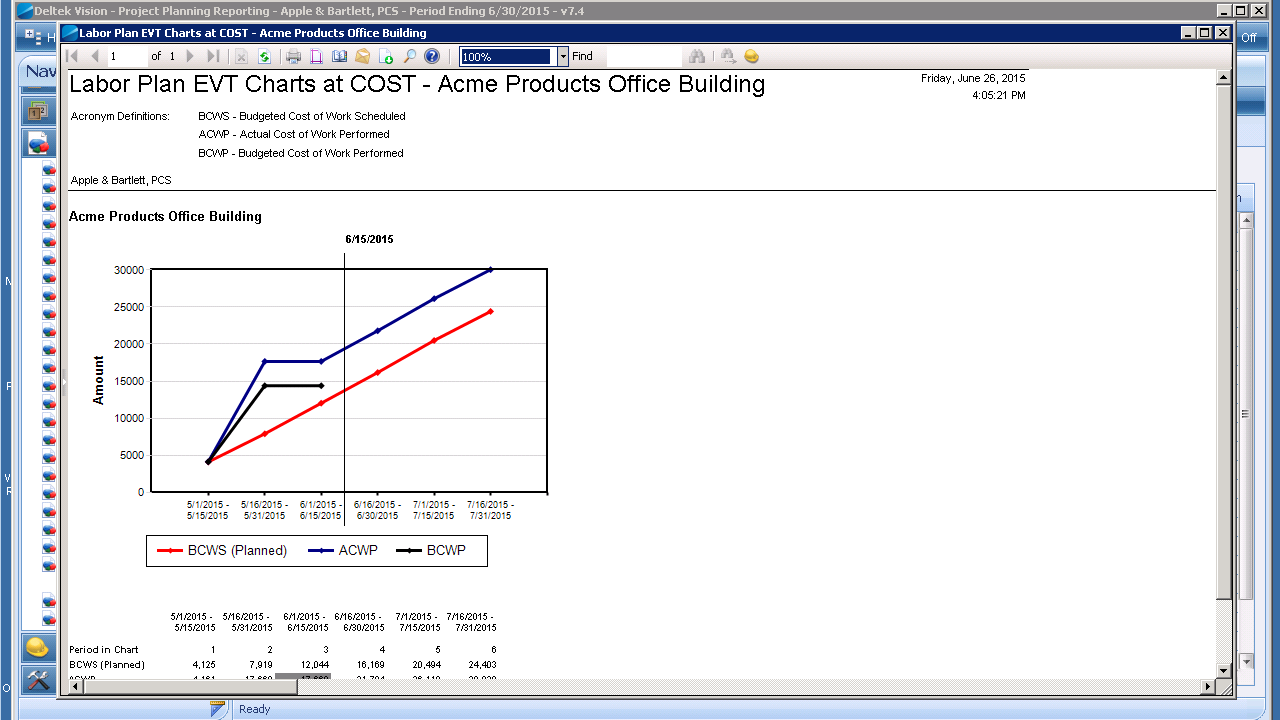 Deltek Vision - Project Planning Reporting - Apple & Bartlett, PCS - Period Ending 6/30/2015 - v7.4
Labor Plan EVT Charts at COST - Acme Products Office Building
Off
1 of 1 100% Find
Nav
Labor Plan EVT Charts at COST - Acme Products Office Building
Friday, June 26, 2015
4:05:21 PM
Acronym Definitions: BCWS - Budgeted Cost of Work Scheduled
ACWP - Actual Cost of Work Performed
BCWP - Budgeted Cost of Work Performed
Apple & Bartlett, PCS
Acme Products Office Building
6/15/2015
30000
25000
20000
15000
10000
5000
0
Amount
5/1/2015 - 5/16/2015 - 6/1/2015 - 6/16/2015 - 7/1/2015 - 7/16/2015 -
5/15/2015 5/31/2015 6/15/2015 6/30/2015 7/15/2015 7/31/2015
BCWS (Planned) ACWP BCWP
5/1/2015 - 5/16/2015 - 6/1/2015 - 6/16/2015 - 7/1/2015 - 7/16/2015 -
5/15/2015 5/31/2015 6/15/2015 6/30/2015 7/15/2015 7/31/2015
Period in Chart 1 2 3 4 5 6
BCWS (Planned) 4,125 7,919 12,044 16,169 20,494 24,403
ACWP
Ready